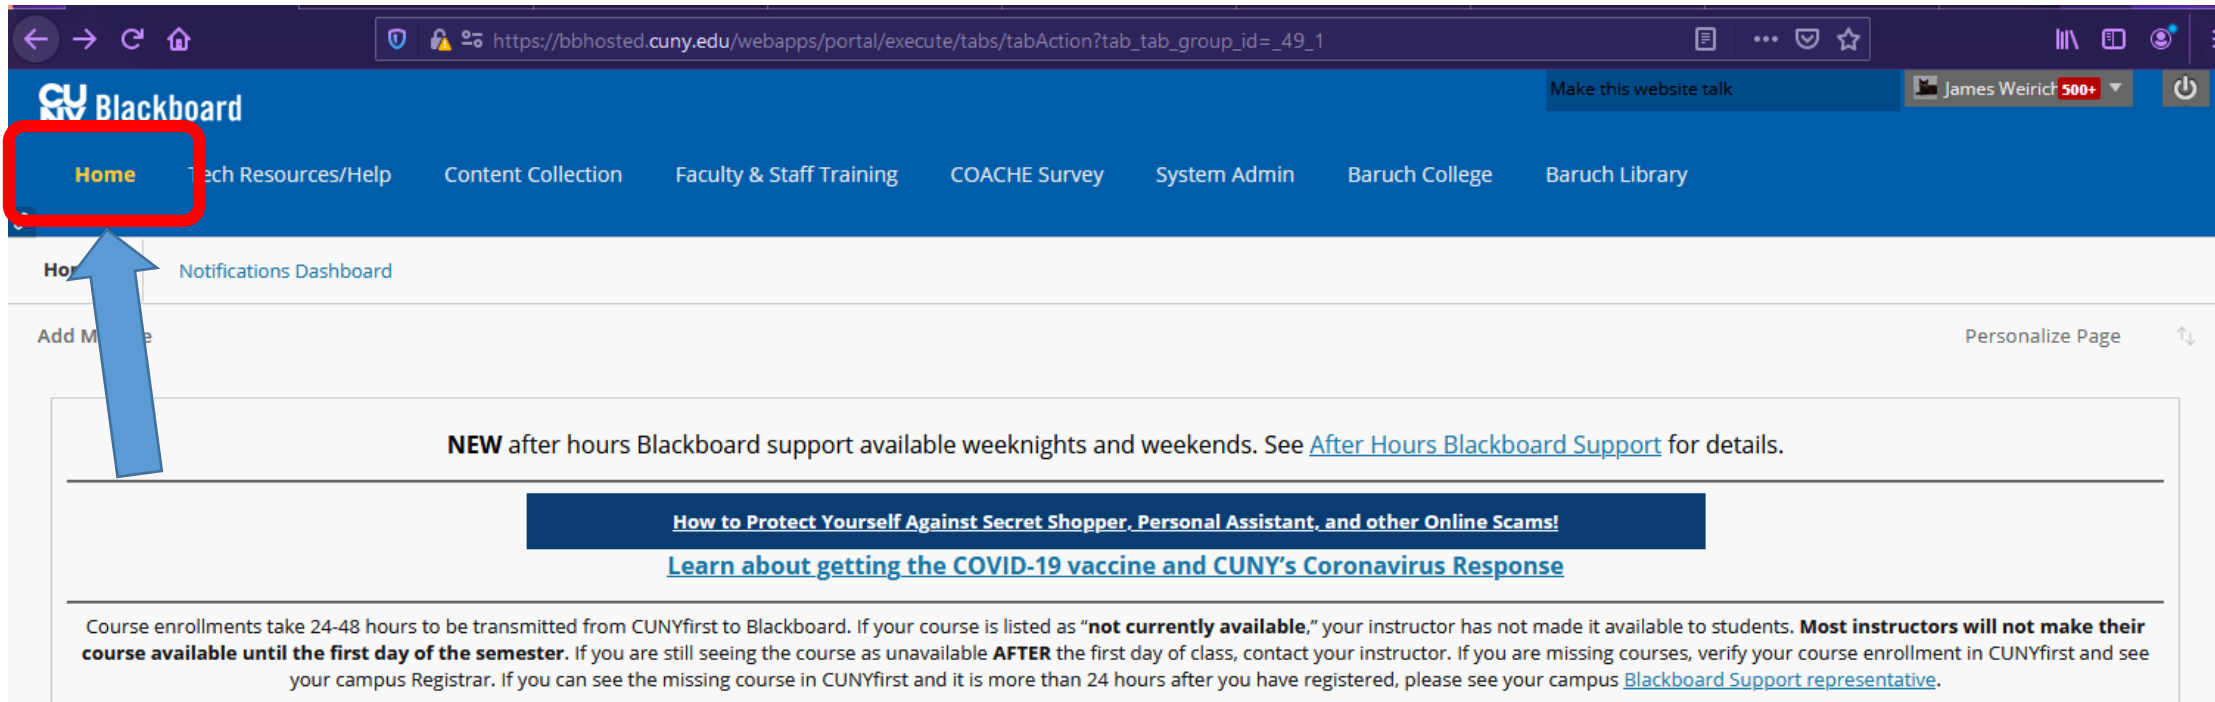 https://bbhosted.cuny.edu/webapps/portal/execute/tabs/tabAction?tab_tab_group_id=_49_1
CUNY Blackboard
Make this website talk
James Weirich 500+
Home Tech Resources/Help Content Collection Faculty & Staff Training COACHE Survey System Admin Baruch College Baruch Library
Notifications Dashboard
Add
Personalize Page
NEW after hours Blackboard support available weeknights and weekends. See After Hours Blackboard Support for details.
How to Protect Yourself Against Secret Shopper, Personal Assistant, and other Online Scams!
Learn about getting the COVID-19 vaccine and CUNY's Coronavirus Response
Course enrollments take 24-48 hours to be transmitted from CUNYfirst to Blackboard. If your course is listed as “not currently available,” your instructor has not made it available to students. Most instructors will not make their
course available until the first day of the semester. If you are still seeing the course as unavailable AFTER the first day of class, contact your instructor. If you are missing courses, verify your course enrollment in CUNYfirst and see
your campus Registrar. If you can see the missing course in CUNYfirst and it is more than 24 hours after you have registered, please see your campus Blackboard Support representative.